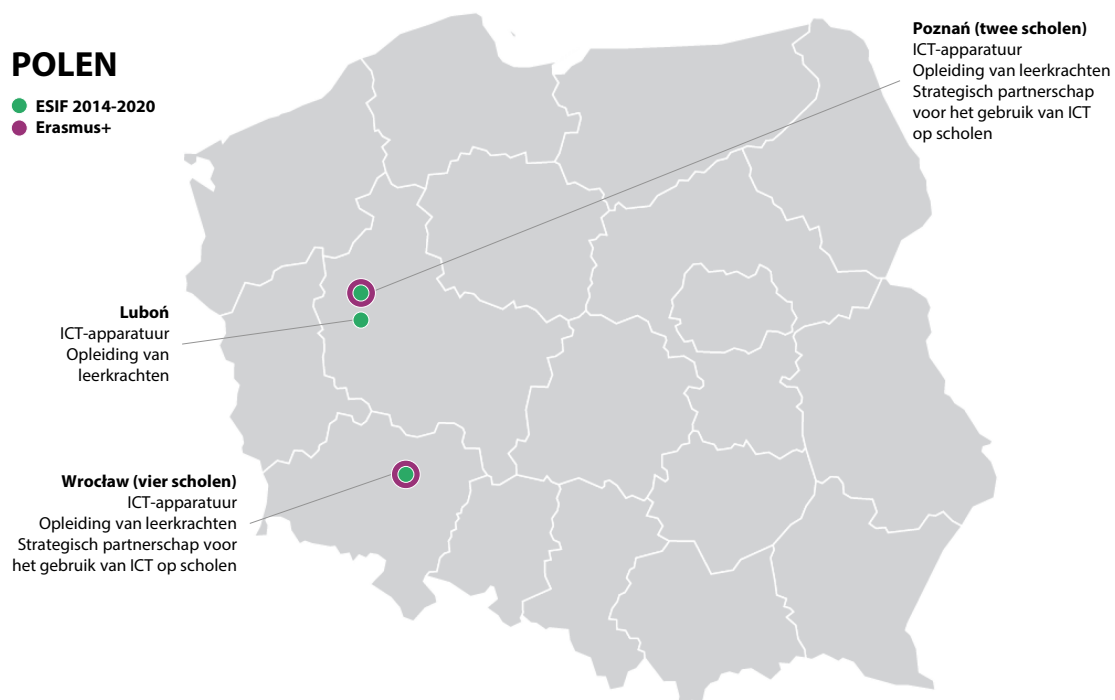 POLEN
ESIF 2014-2020
Erasmus+
Poznań (twee scholen)
ICT-apparatuur
Opleiding van leerkrachten
Strategisch partnerschap
voor het gebruik van ICT
op scholen
Luboń
ICT-apparatuur
Opleiding van
leerkrachten
Wrocław (vier scholen)
ICT-apparatuur
Opleiding van leerkrachten
Strategisch partnerschap voor
het gebruik van ICT op scholen